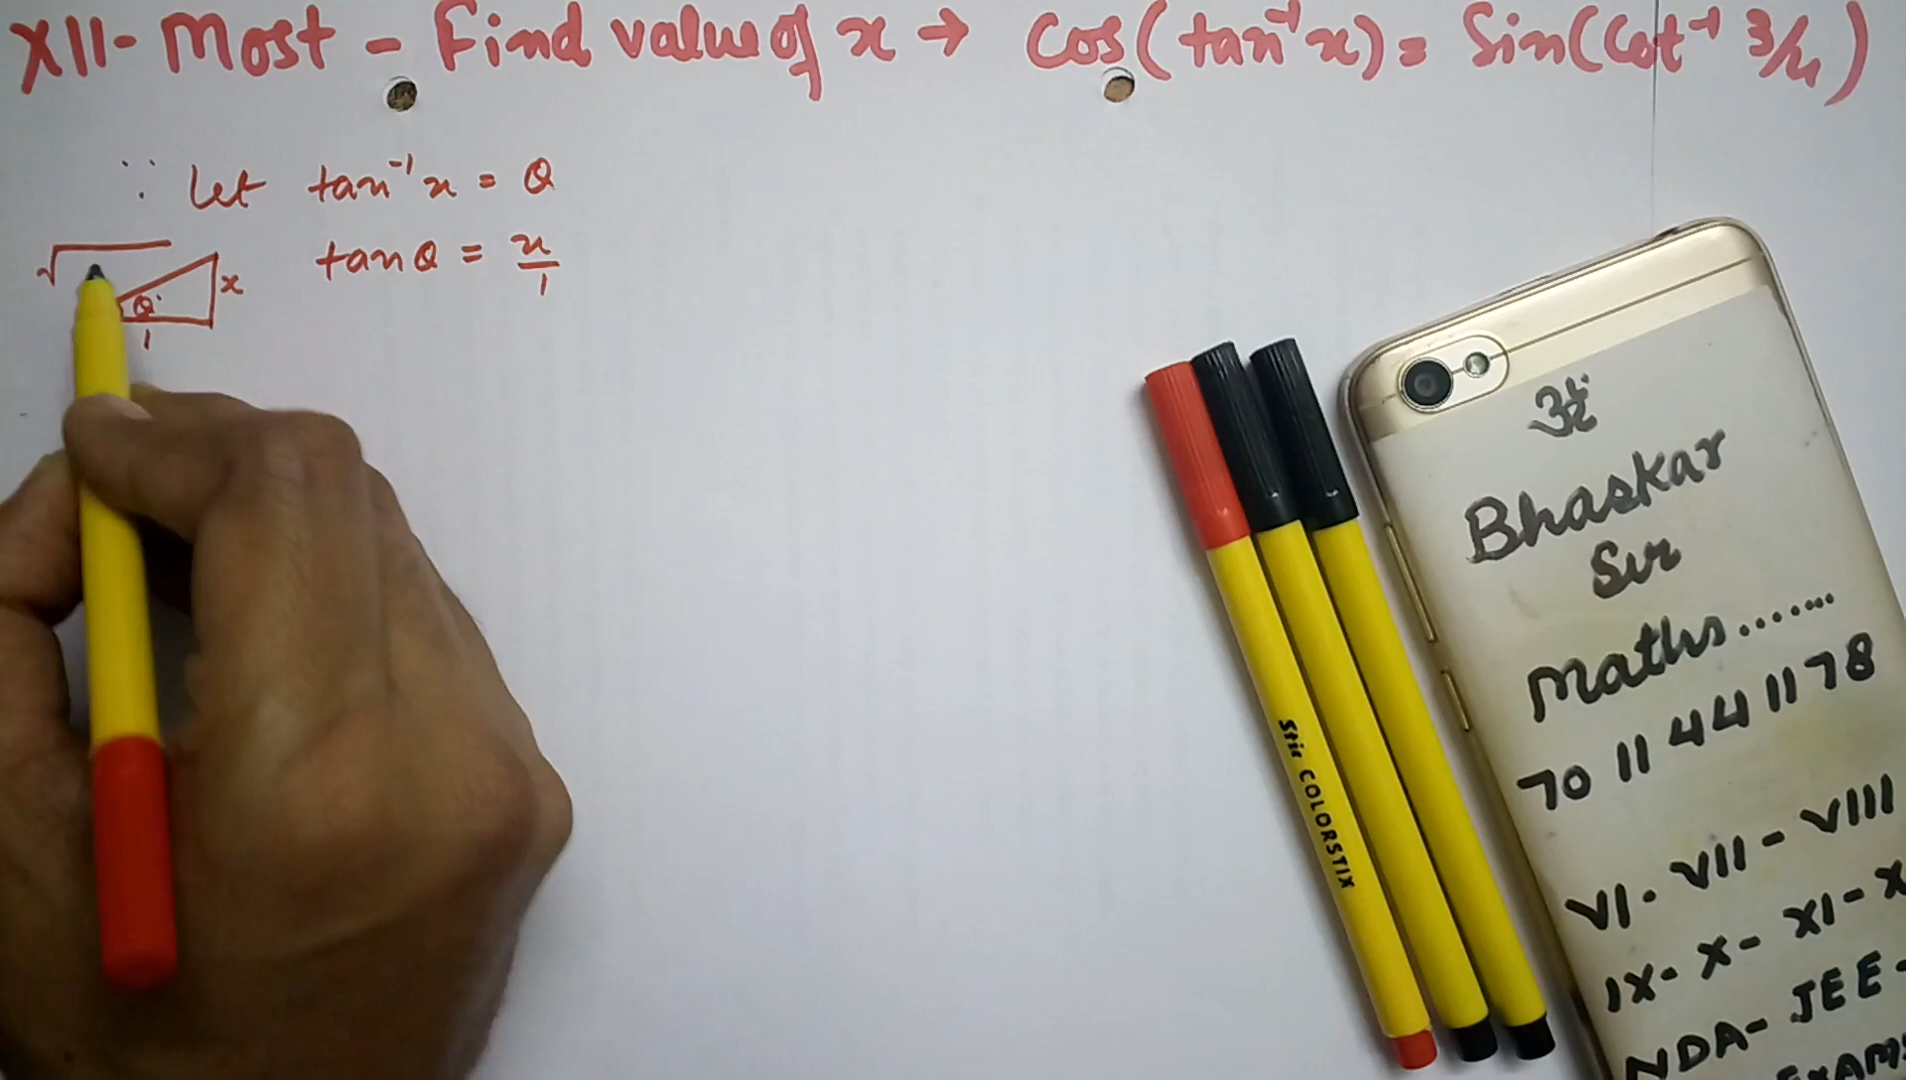 XII - Most - Find value of x → Cos(tan⁻¹x) = Sin(Cot⁻¹ 3/4)
∵ Let tan⁻¹x = θ
tanθ = x/1
√
x
θ
1
ॐ
Bhaskar
Sir
Maths.......
70 11 44 11 78
VI - VII - VIII
IX - X - XI - X
NDA - JEE -
EXAMS
Stic COLORSTIX